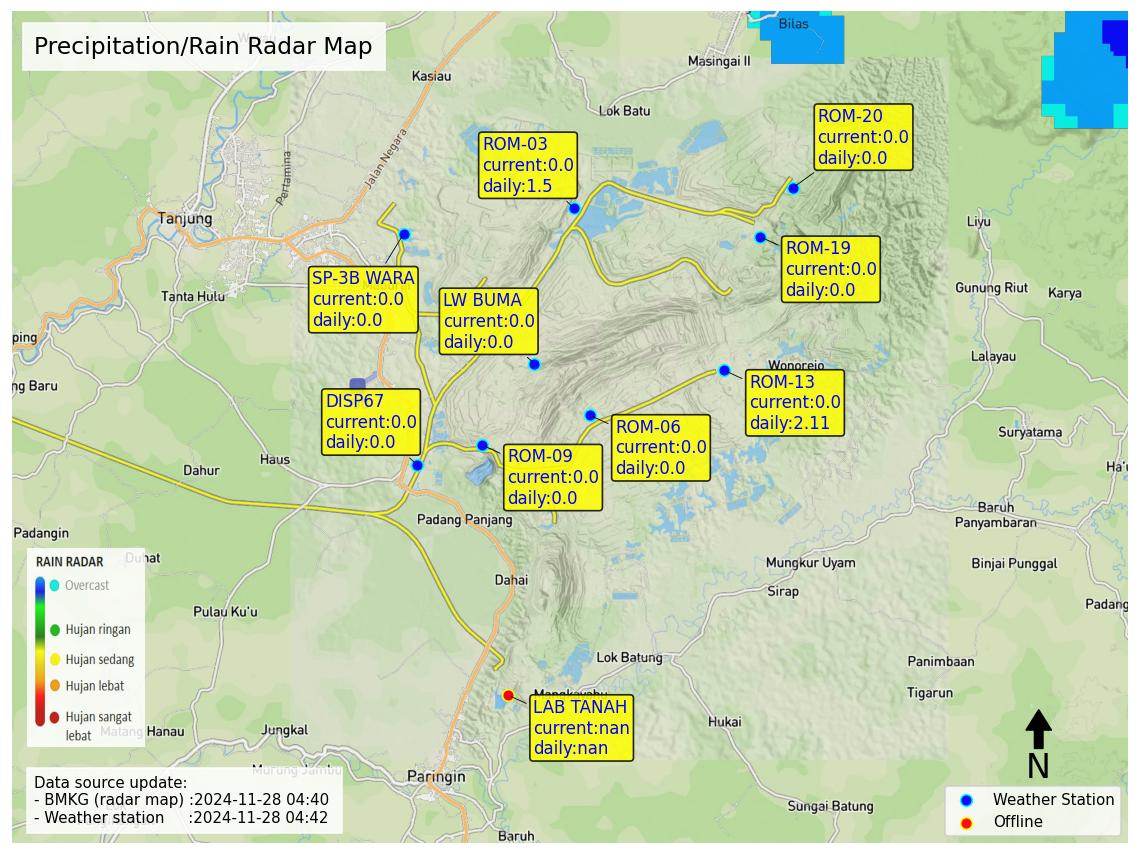 Precipitation/Rain Radar Map
Bilas
Masingai II
Kasiau
Lok Batu
Jalan Negara
Pertamina
Tanjung
Tanta Hulu
ROM-03
current:0.0
daily:1.5
ROM-20
current:0.0
daily:0.0
ROM-19
current:0.0
daily:0.0
SP-3B WARA
current:0.0
daily:0.0
LW BUMA
current:0.0
daily:0.0
Liyu
Gunung Riut
Karya
Lalayau
ping
ng Baru
Wonorejo
ROM-13
current:0.0
daily:2.11
DISP67
current:0.0
daily:0.0
ROM-06
current:0.0
daily:0.0
ROM-09
current:0.0
daily:0.0
Suryatama
Haus
Dahur
Ha'u
Baruh
Panyambaran
Padang Panjang
Padangin
Duhat
Binjai Punggal
Mungkur Uyam
Sirap
Dahai
Padang
Pulau Ku'u
RAIN RADAR
Overcast
Hujan ringan
Hujan sedang
Hujan lebat
Hujan sangat
lebat
Lok Batung
Panimbaan
Tigarun
Mangkayahu
LAB TANAH
current:nan
daily:nan
Hukai
Matang Hanau
Jungkal
Murung Jambu
Paringin
Sungai Batung
Baruh
N
Data source update:
- BMKG (radar map) :2024-11-28 04:40
- Weather station :2024-11-28 04:42
Weather Station
Offline